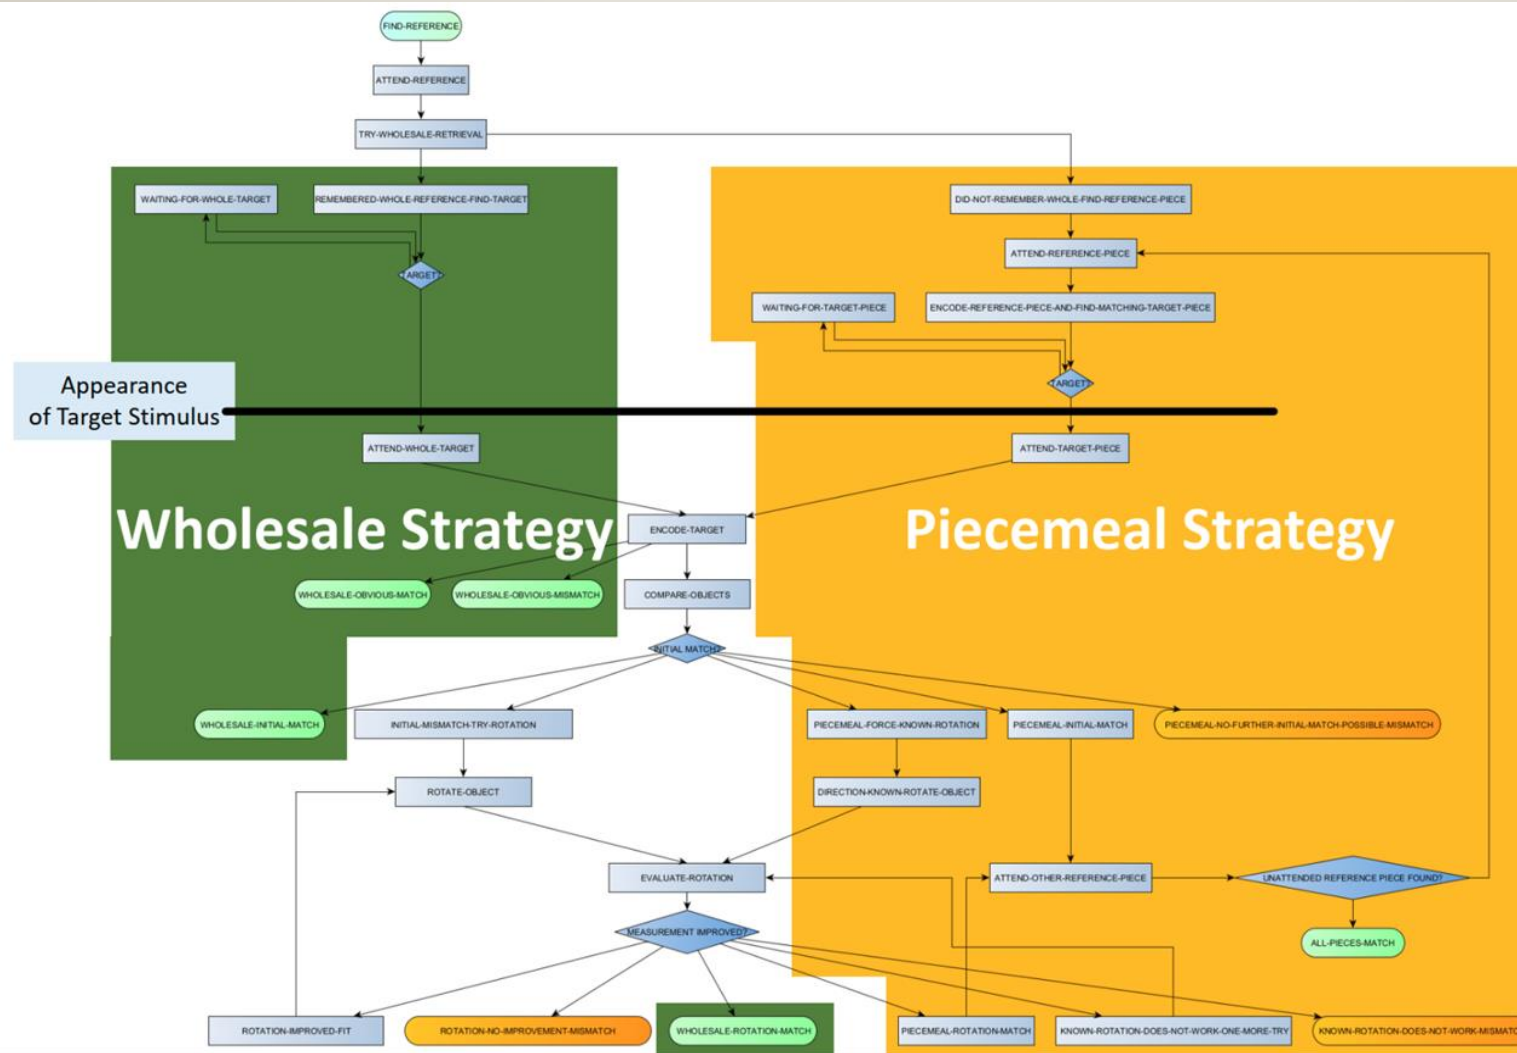 FIND-REFERENCE
ATTEND-REFERENCE
TRY-WHOLESALE-RETRIEVAL
WAITING-FOR-WHOLE-TARGET
REMEMBERED-WHOLE-REFERENCE-FIND-TARGET
DID-NOT-REMEMBER-WHOLE-FIND-REFERENCE-PIECE
ATTEND-REFERENCE-PIECE
TARGET?
WAITING-FOR-TARGET-PIECE
ENCODE-REFERENCE-PIECE-AND-FIND-MATCHING-TARGET-PIECE
TARGET?
Appearance
of Target Stimulus
ATTEND-WHOLE-TARGET
ATTEND-TARGET-PIECE
Wholesale Strategy
ENCODE-TARGET
Piecemeal Strategy
WHOLESALE-OBVIOUS-MATCH
WHOLESALE-OBVIOUS-MISMATCH
COMPARE-OBJECTS
INITIAL MATCH?
WHOLESALE-INITIAL-MATCH
INITIAL-MISMATCH-TRY-ROTATION
PIECEMEAL-FORCE-KNOWN-ROTATION
PIECEMEAL-INITIAL-MATCH
PIECEMEAL-NO-FURTHER-INITIAL-MATCH-POSSIBLE-MISMATCH
ROTATE-OBJECT
DIRECTION-KNOWN-ROTATE-OBJECT
EVALUATE-ROTATION
ATTEND-OTHER-REFERENCE-PIECE
UNATTENDED REFERENCE PIECE FOUND?
MEASUREMENT IMPROVED?
ALL-PIECES-MATCH
ROTATION-IMPROVED-FIT
ROTATION-NO-IMPROVEMENT-MISMATCH
WHOLESALE-ROTATION-MATCH
PIECEMEAL-ROTATION-MATCH
KNOWN-ROTATION-DOES-NOT-WORK-ONE-MORE-TRY
KNOWN-ROTATION-DOES-NOT-WORK-MISMATC